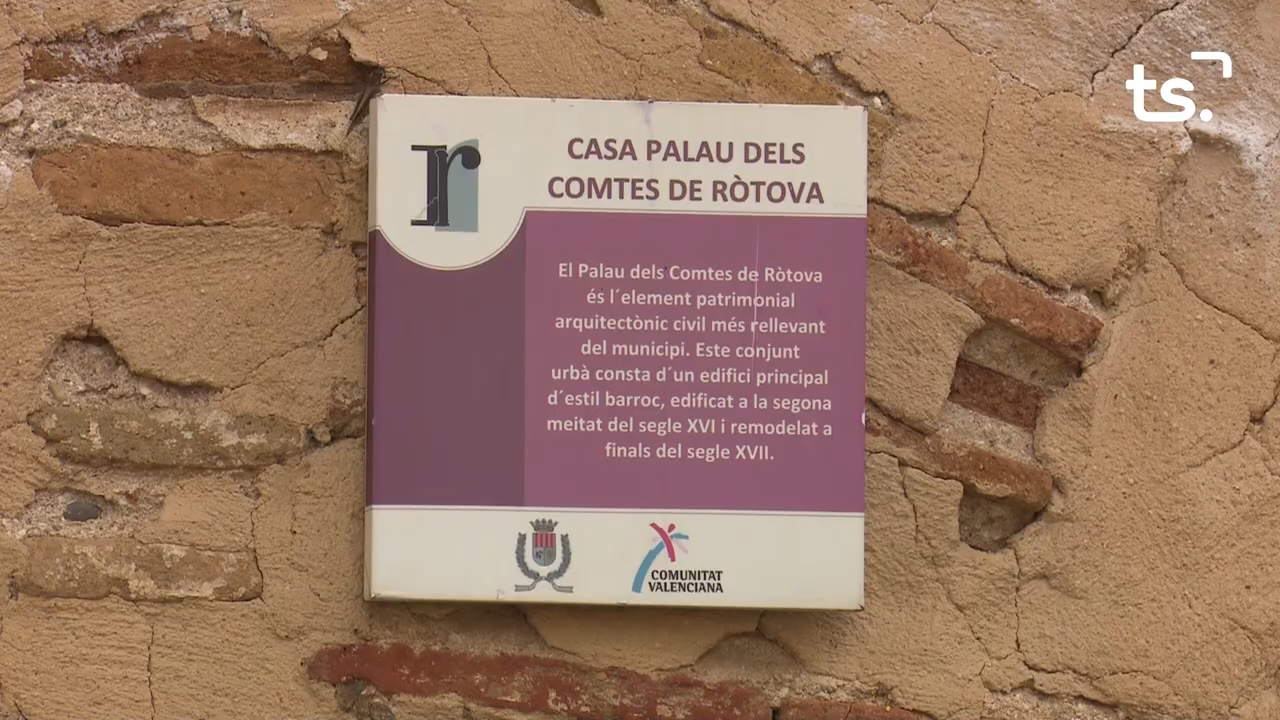 ts.
r
CASA PALAU DELS
COMTES DE RÒTOVA
El Palau dels Comtes de Ròtova
és l´element patrimonial
arquitectònic civil més rellevant
del municipi. Este conjunt
urbà consta d´un edifici principal
d´estil barroc, edificat a la segona
meitat del segle XVI i remodelat a
finals del segle XVII.
COMUNITAT
VALENCIANA